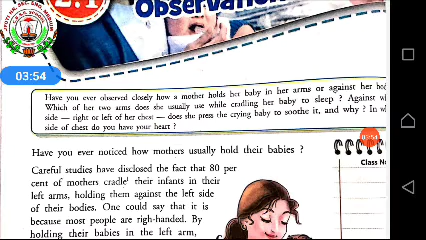 2.1
Observation
03:54
Have you ever observed closely how a mother holds her baby in her arms or against her
Which of her two arms does she usually use while cradling her baby to sleep ? Against
side — right or left of her chest — does she press the crying baby to soothe it, and why ? In
side of chest do you have your heart ?
03:54
Have you ever noticed how mothers usually hold their babies ?
Careful studies have disclosed the fact that 80 per
cent of mothers cradle their infants in their
left arms, holding them against the left side
of their bodies. One could say that it is
because most people are righ-handed. By
holding their babies in the left arm,
Class